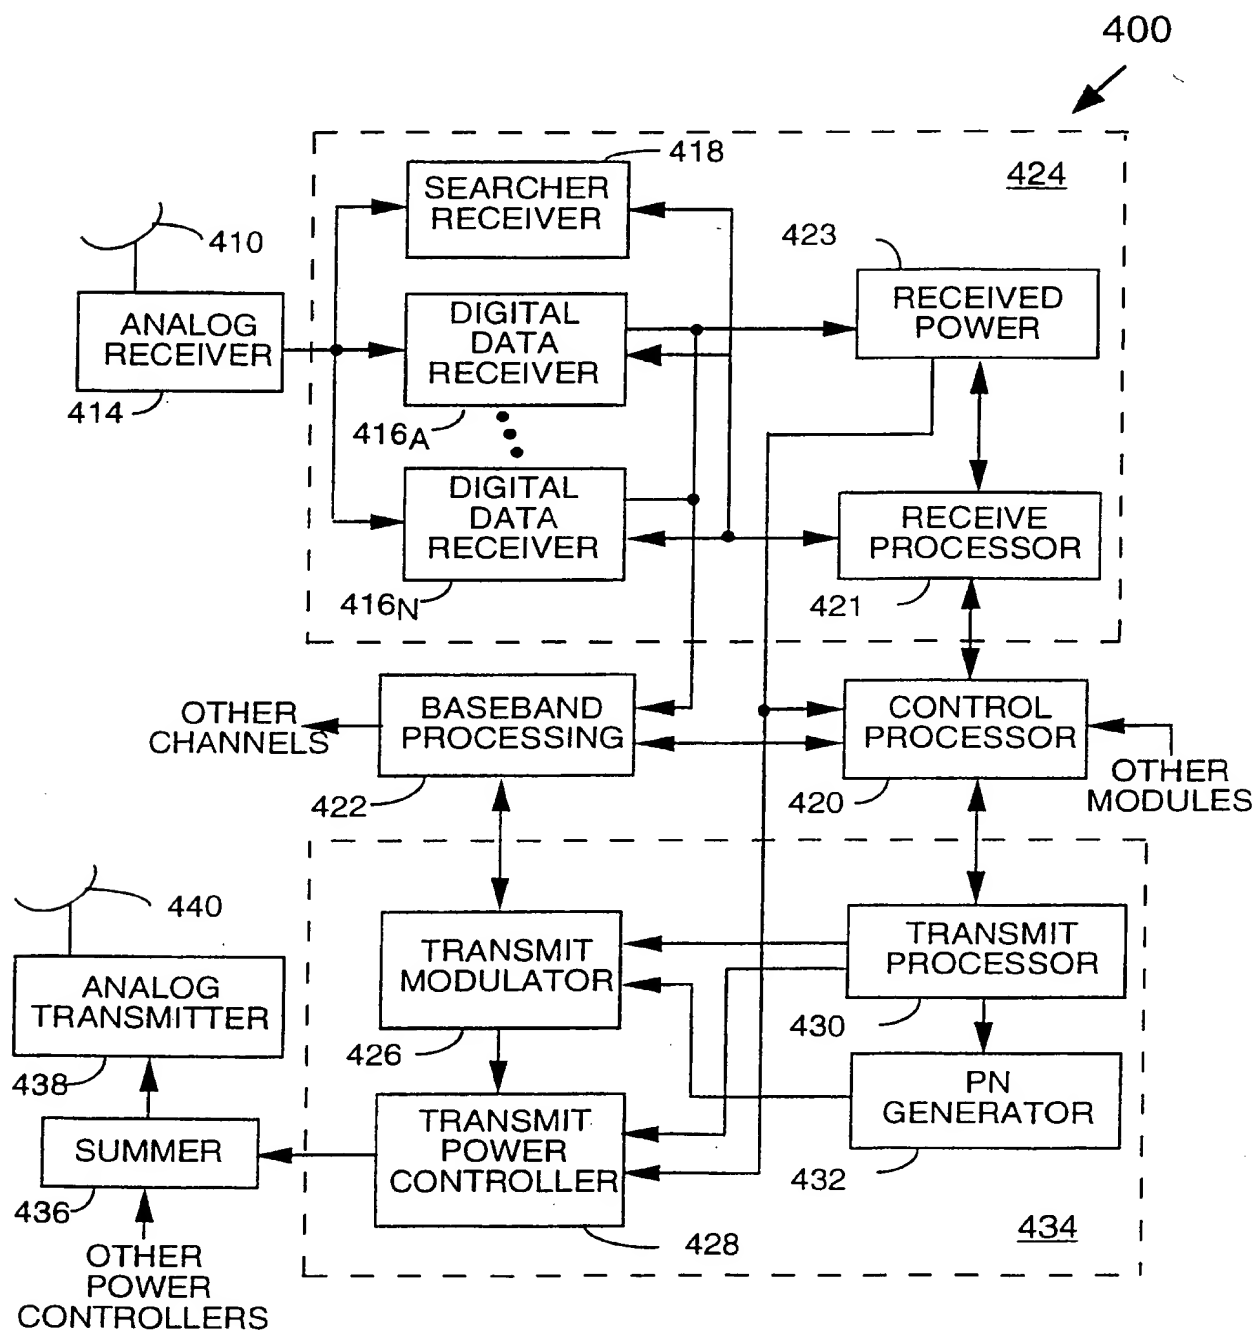 400
424
418
SEARCHER
RECEIVER
410
423
RECEIVED
POWER
ANALOG
RECEIVER
414
DIGITAL
DATA
RECEIVER
416A
DIGITAL
DATA
RECEIVER
416N
RECEIVE
PROCESSOR
421
OTHER
CHANNELS
BASEBAND
PROCESSING
422
CONTROL
PROCESSOR
420
OTHER
MODULES
440
ANALOG
TRANSMITTER
438
TRANSMIT
MODULATOR
426
TRANSMIT
PROCESSOR
430
PN
GENERATOR
432
SUMMER
436
TRANSMIT
POWER
CONTROLLER
428
434
OTHER
POWER
CONTROLLERS